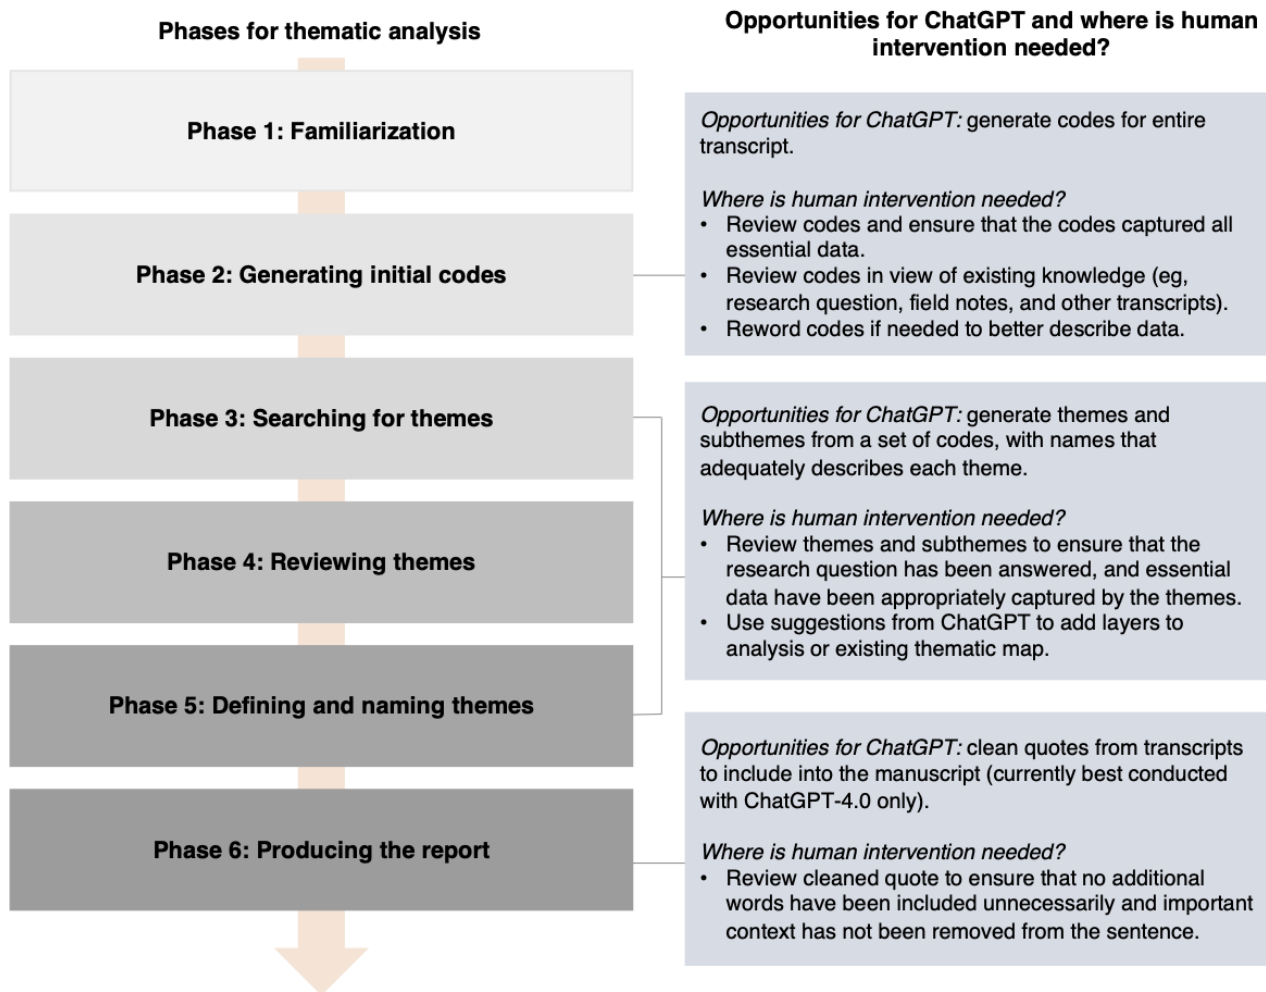 Phases for thematic analysis
Phase 1: Familiarization
Phase 2: Generating initial codes
Phase 3: Searching for themes
Phase 4: Reviewing themes
Phase 5: Defining and naming themes
Phase 6: Producing the report
Opportunities for ChatGPT and where is human
intervention needed?
Opportunities for ChatGPT: generate codes for entire
transcript.
Where is human intervention needed?
• Review codes and ensure that the codes captured all
essential data.
• Review codes in view of existing knowledge (eg,
research question, field notes, and other transcripts).
• Reword codes if needed to better describe data.
Opportunities for ChatGPT: generate themes and
subthemes from a set of codes, with names that
adequately describes each theme.
Where is human intervention needed?
• Review themes and subthemes to ensure that the
research question has been answered, and essential
data have been appropriately captured by the themes.
• Use suggestions from ChatGPT to add layers to
analysis or existing thematic map.
Opportunities for ChatGPT: clean quotes from transcripts
to include into the manuscript (currently best conducted
with ChatGPT-4.0 only).
Where is human intervention needed?
• Review cleaned quote to ensure that no additional
words have been included unnecessarily and important
context has not been removed from the sentence.